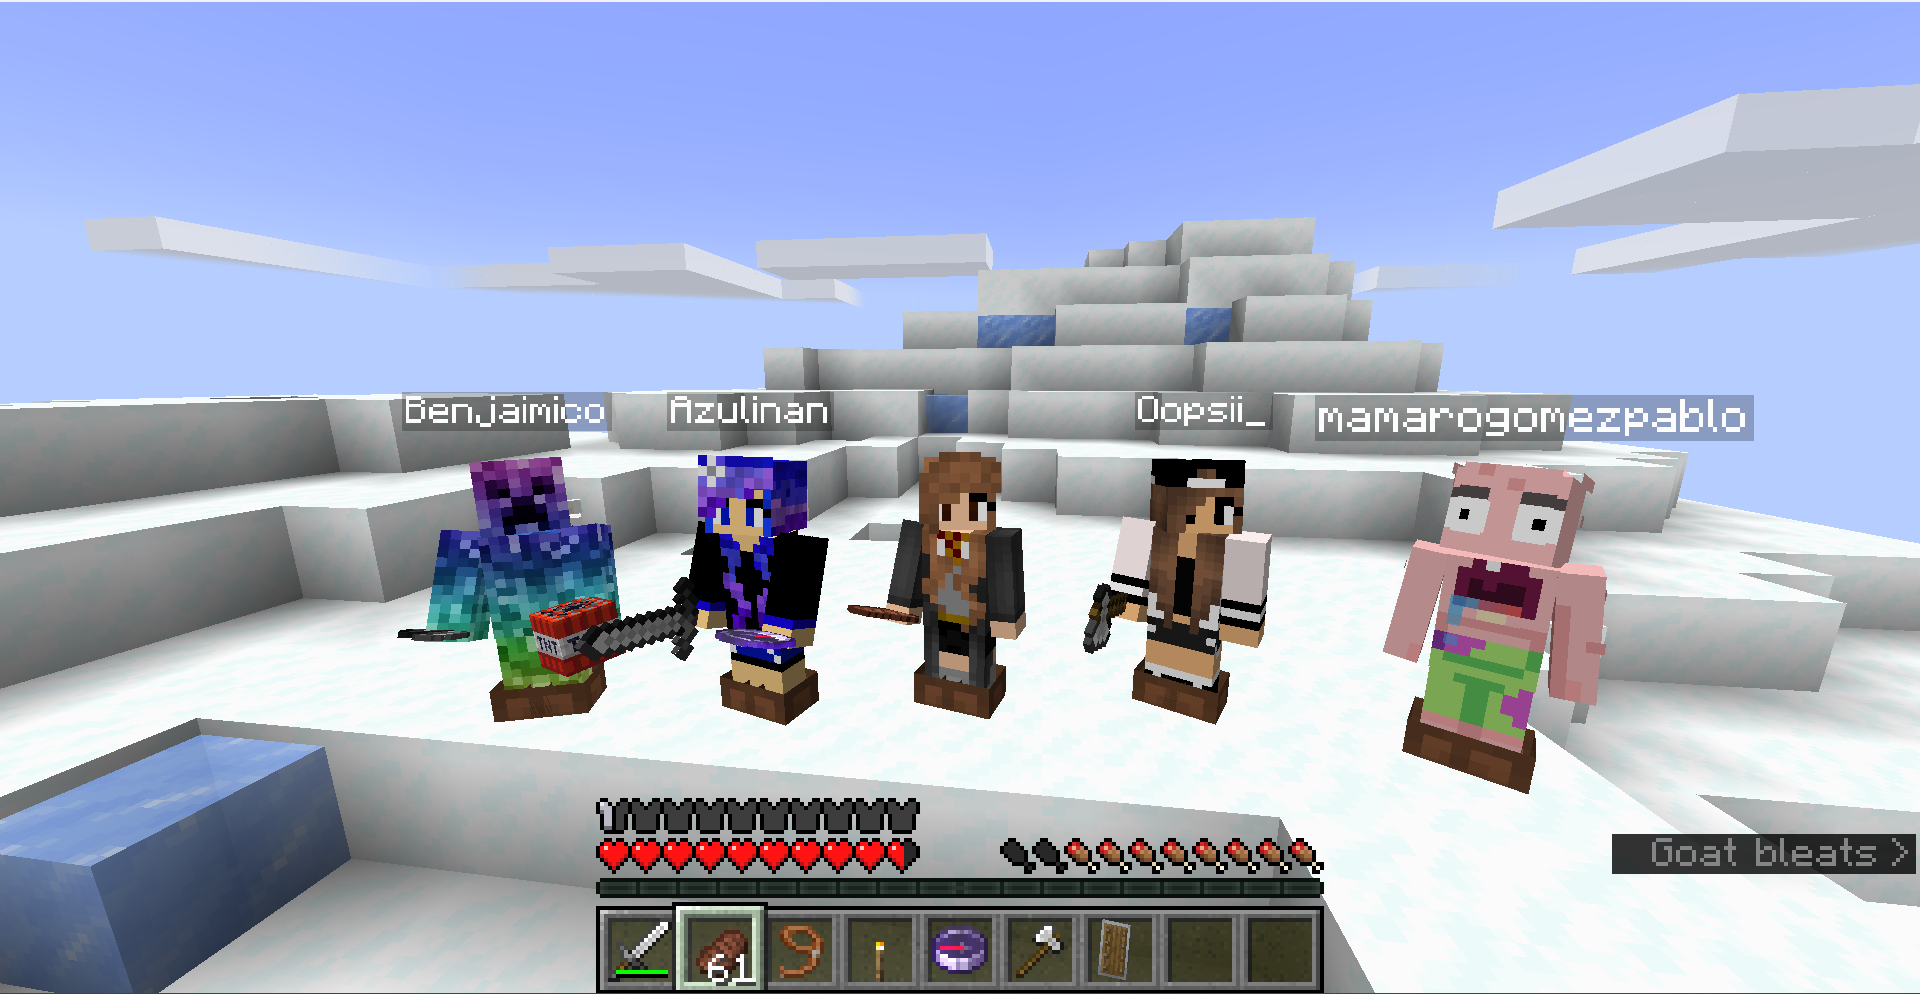 Benjaimico
Azulinan
Oopsii_
mamarogomezpablo
TNT
Goat bleats >
61